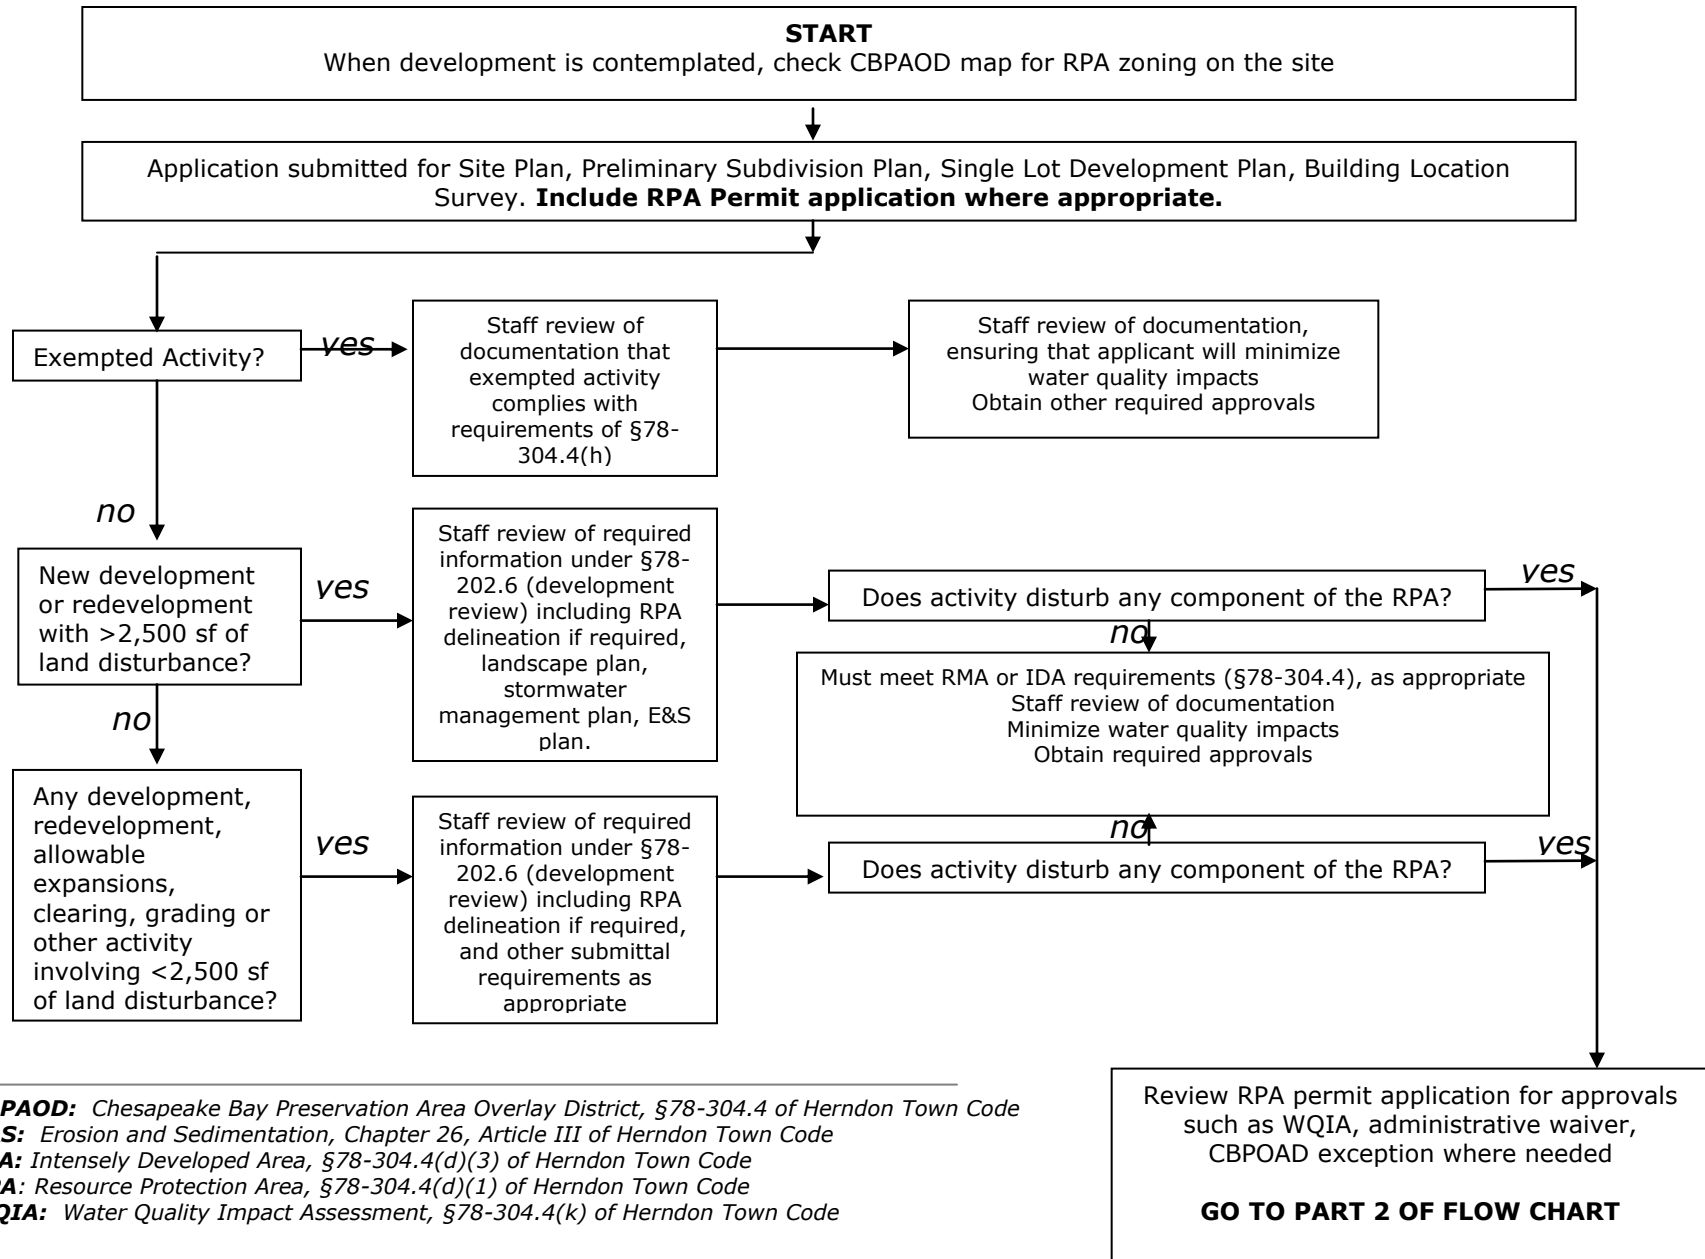 START
When development is contemplated, check CBPAOD map for RPA zoning on the site
Application submitted for Site Plan, Preliminary Subdivision Plan, Single Lot Development Plan, Building Location
Survey. Include RPA Permit application where appropriate.
Exempted Activity?
yes
Staff review of
documentation that
exempted activity
complies with
requirements of §78-
304.4(h)
Staff review of documentation,
ensuring that applicant will minimize
water quality impacts
Obtain other required approvals
no
New development
or redevelopment
with >2,500 sf of
land disturbance?
yes
Staff review of required
information under §78-
202.6 (development
review) including RPA
delineation if required,
landscape plan,
stormwater
management plan, E&S
plan.
Does activity disturb any component of the RPA?
yes
no
Must meet RMA or IDA requirements (§78-304.4), as appropriate
Staff review of documentation
Minimize water quality impacts
Obtain required approvals
no
Any development,
redevelopment,
allowable
expansions,
clearing, grading or
other activity
involving <2,500 sf
of land disturbance?
yes
Staff review of required
information under §78-
202.6 (development
review) including RPA
delineation if required,
and other submittal
requirements as
appropriate
no
Does activity disturb any component of the RPA?
yes
Review RPA permit application for approvals
such as WQIA, administrative waiver,
CBPOAD exception where needed
GO TO PART 2 OF FLOW CHART
PAOD: Chesapeake Bay Preservation Area Overlay District, §78-304.4 of Herndon Town Code
S: Erosion and Sedimentation, Chapter 26, Article III of Herndon Town Code
A: Intensely Developed Area, §78-304.4(d)(3) of Herndon Town Code
A: Resource Protection Area, §78-304.4(d)(1) of Herndon Town Code
QIA: Water Quality Impact Assessment, §78-304.4(k) of Herndon Town Code